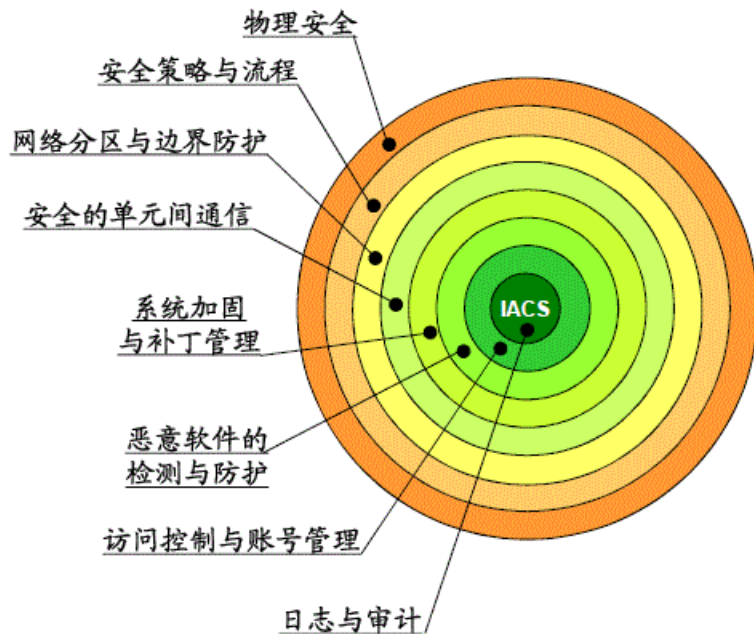 物理安全
安全策略与流程
网络分区与边界防护
安全的单元间通信
IACS
系统加固
与补丁管理
恶意软件的
检测与防护
访问控制与账号管理
日志与审计